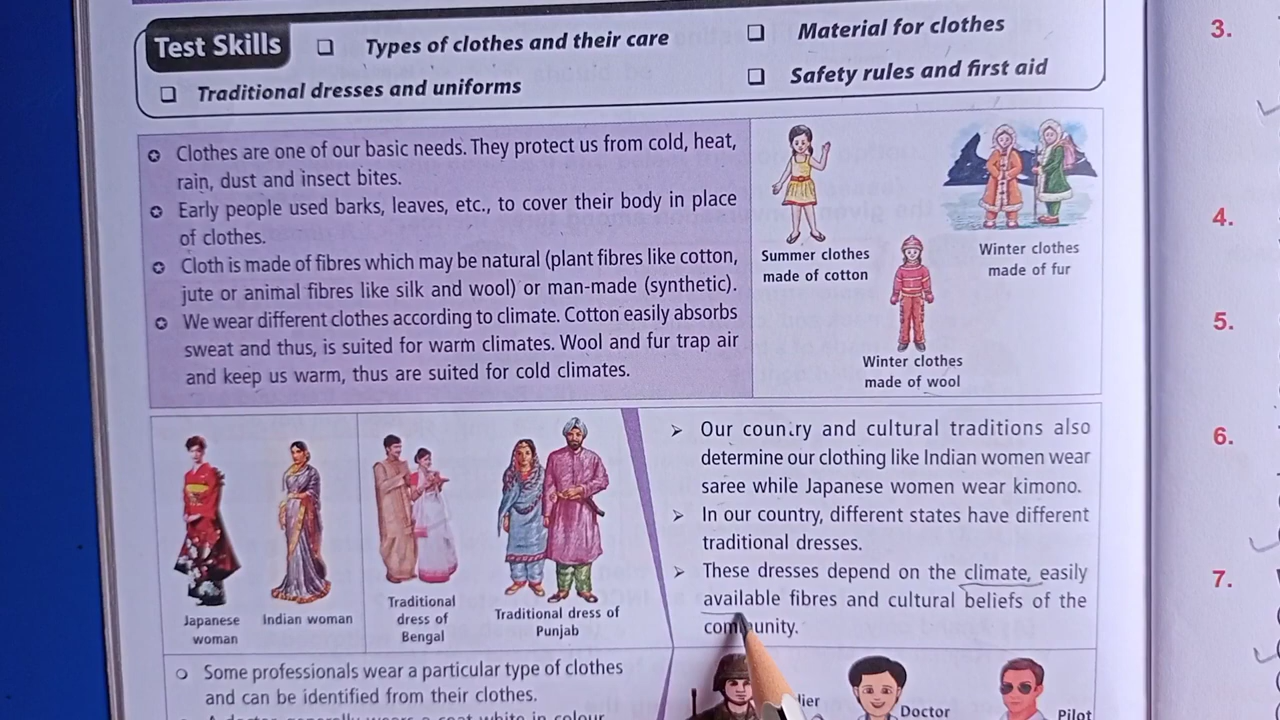 Test Skills
❑ Types of clothes and their care
❑ Material for clothes
❑ Traditional dresses and uniforms
❑ Safety rules and first aid
Clothes are one of our basic needs. They protect us from cold, heat,
rain, dust and insect bites.
Early people used barks, leaves, etc., to cover their body in place
of clothes.
Cloth is made of fibres which may be natural (plant fibres like cotton,
jute or animal fibres like silk and wool) or man-made (synthetic).
We wear different clothes according to climate. Cotton easily absorbs
sweat and thus, is suited for warm climates. Wool and fur trap air
and keep us warm, thus are suited for cold climates.
Summer clothes
made of cotton
Winter clothes
made of fur
Winter clothes
made of wool
Japanese
woman
Indian woman
Traditional
dress of
Bengal
Traditional dress of
Punjab
➢ Our country and cultural traditions also
determine our clothing like Indian women wear
saree while Japanese women wear kimono.
➢ In our country, different states have different
traditional dresses.
➢ These dresses depend on the climate, easily
available fibres and cultural beliefs of the
community.
Some professionals wear a particular type of clothes
and can be identified from their clothes.
A doctor generally wears a coat white in colour
Doctor
Pilot
3.
4.
5.
6.
7.